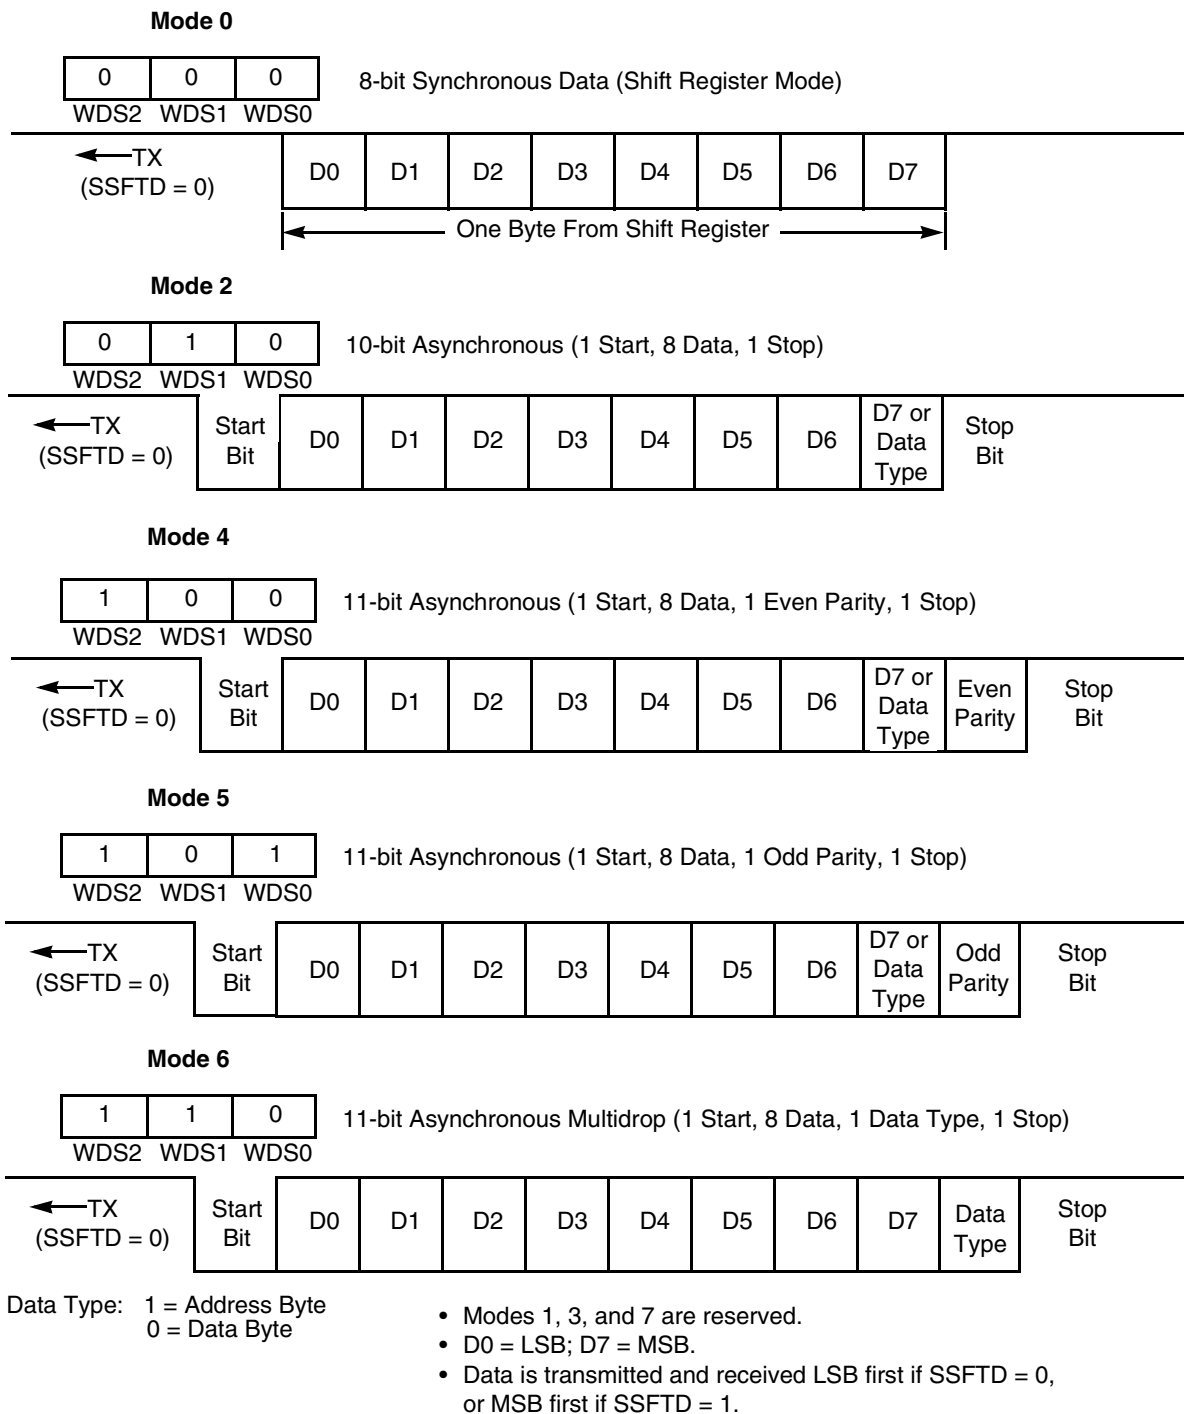 Mode 0
0 0 0 8-bit Synchronous Data (Shift Register Mode)
WDS2 WDS1 WDS0
TX
(SSFTD = 0)
D0 D1 D2 D3 D4 D5 D6 D7
One Byte From Shift Register
Mode 2
0 1 0 10-bit Asynchronous (1 Start, 8 Data, 1 Stop)
WDS2 WDS1 WDS0
TX
(SSFTD = 0)
Start
Bit
D0 D1 D2 D3 D4 D5 D6
D7 or
Data
Type
Stop
Bit
Mode 4
1 0 0 11-bit Asynchronous (1 Start, 8 Data, 1 Even Parity, 1 Stop)
WDS2 WDS1 WDS0
TX
(SSFTD = 0)
Start
Bit
D0 D1 D2 D3 D4 D5 D6
D7 or
Data
Type
Even
Parity
Stop
Bit
Mode 5
1 0 1 11-bit Asynchronous (1 Start, 8 Data, 1 Odd Parity, 1 Stop)
WDS2 WDS1 WDS0
TX
(SSFTD = 0)
Start
Bit
D0 D1 D2 D3 D4 D5 D6
D7 or
Data
Type
Odd
Parity
Stop
Bit
Mode 6
1 1 0 11-bit Asynchronous Multidrop (1 Start, 8 Data, 1 Data Type, 1 Stop)
WDS2 WDS1 WDS0
TX
(SSFTD = 0)
Start
Bit
D0 D1 D2 D3 D4 D5 D6 D7
Data
Type
Stop
Bit
Data Type: 1 = Address Byte
0 = Data Byte
• Modes 1, 3, and 7 are reserved.
• D0 = LSB; D7 = MSB.
• Data is transmitted and received LSB first if SSFTD = 0,
or MSB first if SSFTD = 1.